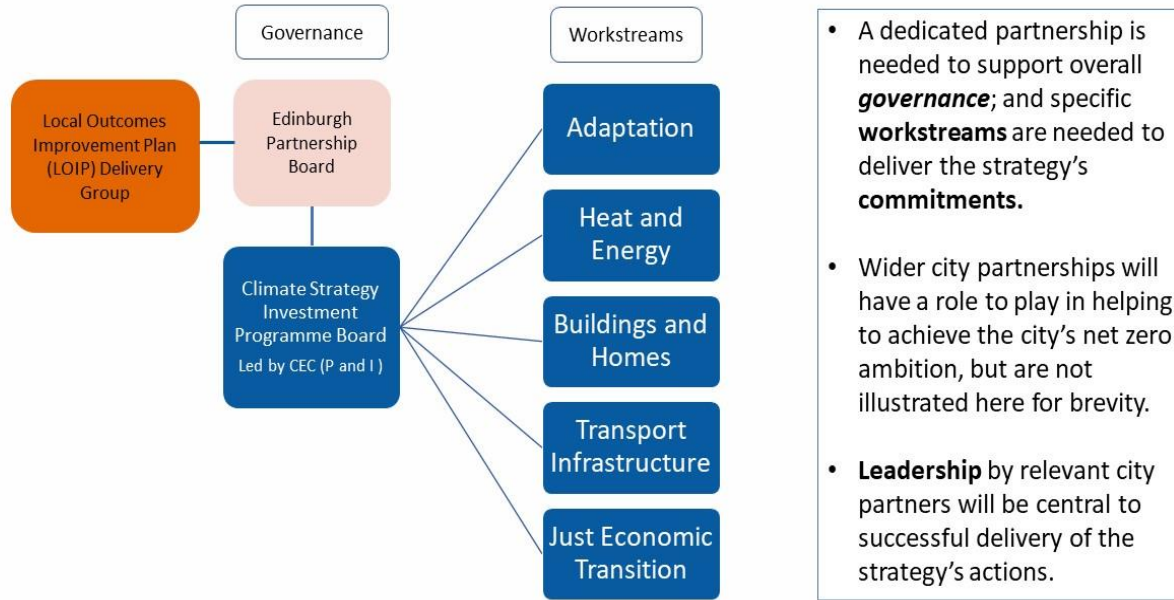 Governance
Workstreams
Local Outcomes
Improvement Plan
(LOIP) Delivery
Group
Edinburgh
Partnership
Board
Climate Strategy
Investment
Programme Board
Led by CEC (P and I )
Adaptation
Heat and
Energy
Buildings and
Homes
Transport
Infrastructure
Just Economic
Transition
• A dedicated partnership is
needed to support overall
governance; and specific
workstreams are needed to
deliver the strategy’s
commitments.
• Wider city partnerships will
have a role to play in helping
to achieve the city’s net zero
ambition, but are not
illustrated here for brevity.
• Leadership by relevant city
partners will be central to
successful delivery of the
strategy’s actions.